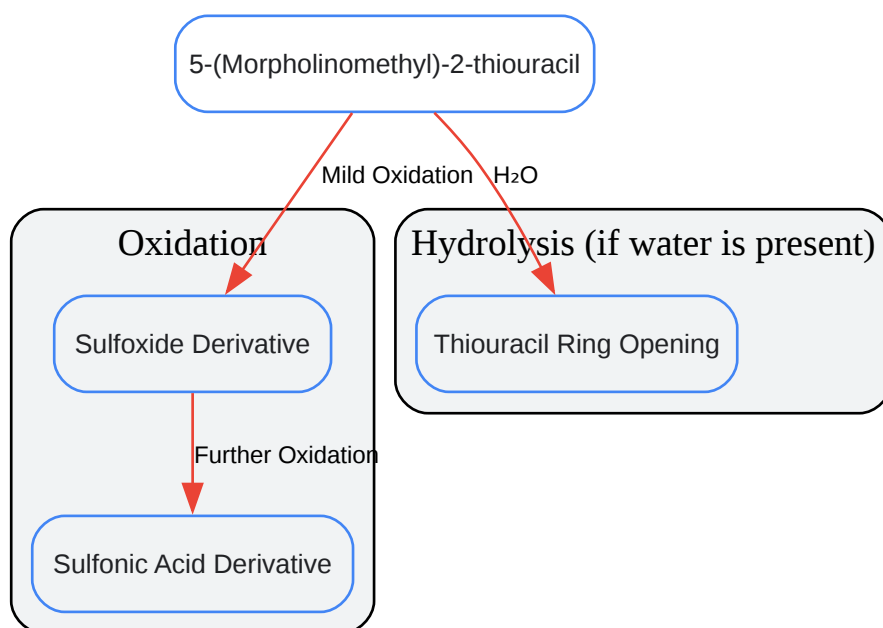 5-(Morpholinomethyl)-2-thiouracil
Mild Oxidation
H₂O
Oxidation
Hydrolysis (if water is present)
Sulfoxide Derivative
Thiouracil Ring Opening
Further Oxidation
Sulfonic Acid Derivative